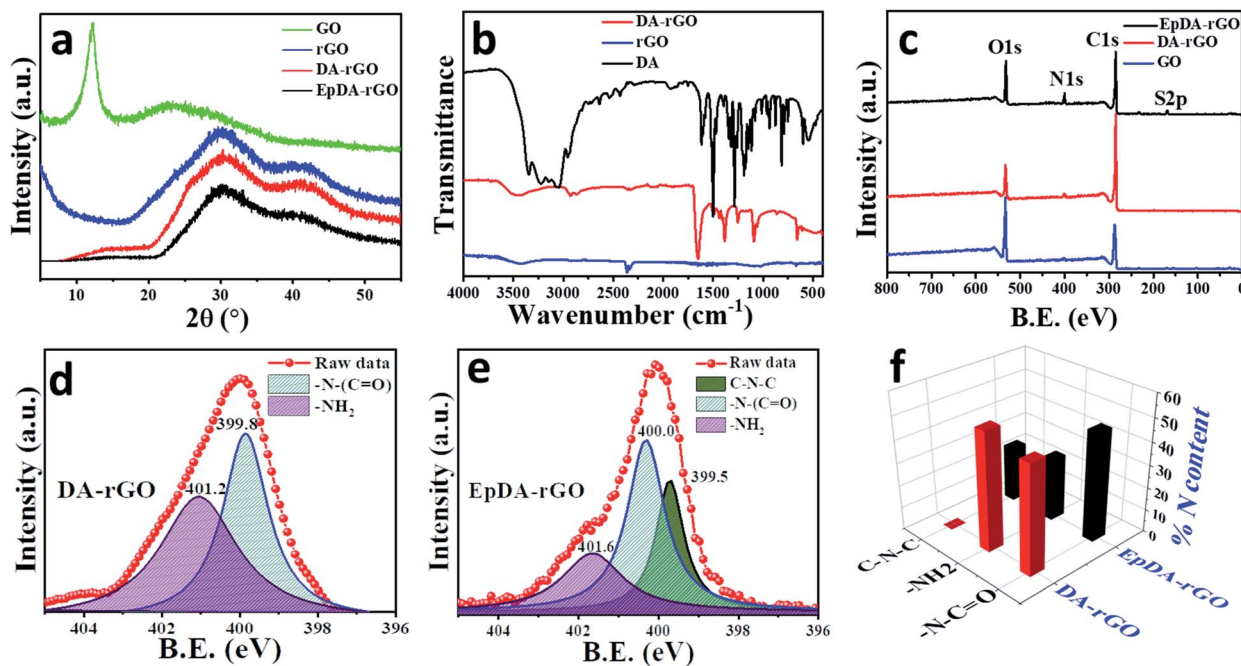 a
GO
rGO
DA-rGO
EpDA-rGO
Intensity (a.u.)
10 20 30 40 50
2θ (°)
b
DA-rGO
rGO
DA
Transmittance
4000 3500 3000 2500 2000 1500 1000 500
Wavenumber (cm⁻¹)
c
EpDA-rGO
DA-rGO
GO
O1s
N1s
C1s
S2p
Intensity (a.u.)
800 700 600 500 400 300 200 100 0
B.E. (eV)
d
Raw data
-N-(C=O)
-NH₂
399.8
401.2
DA-rGO
Intensity (a.u.)
404 402 400 398 396
B.E. (eV)
e
Raw data
C-N-C
-N-(C=O)
-NH₂
400.0
399.5
401.6
EpDA-rGO
Intensity (a.u.)
404 402 400 398 396
B.E. (eV)
f
60
50
40
30
20
10
0
% N content
C-N-C
-NH2
-N-C=O
DA-rGO
EpDA-rGO